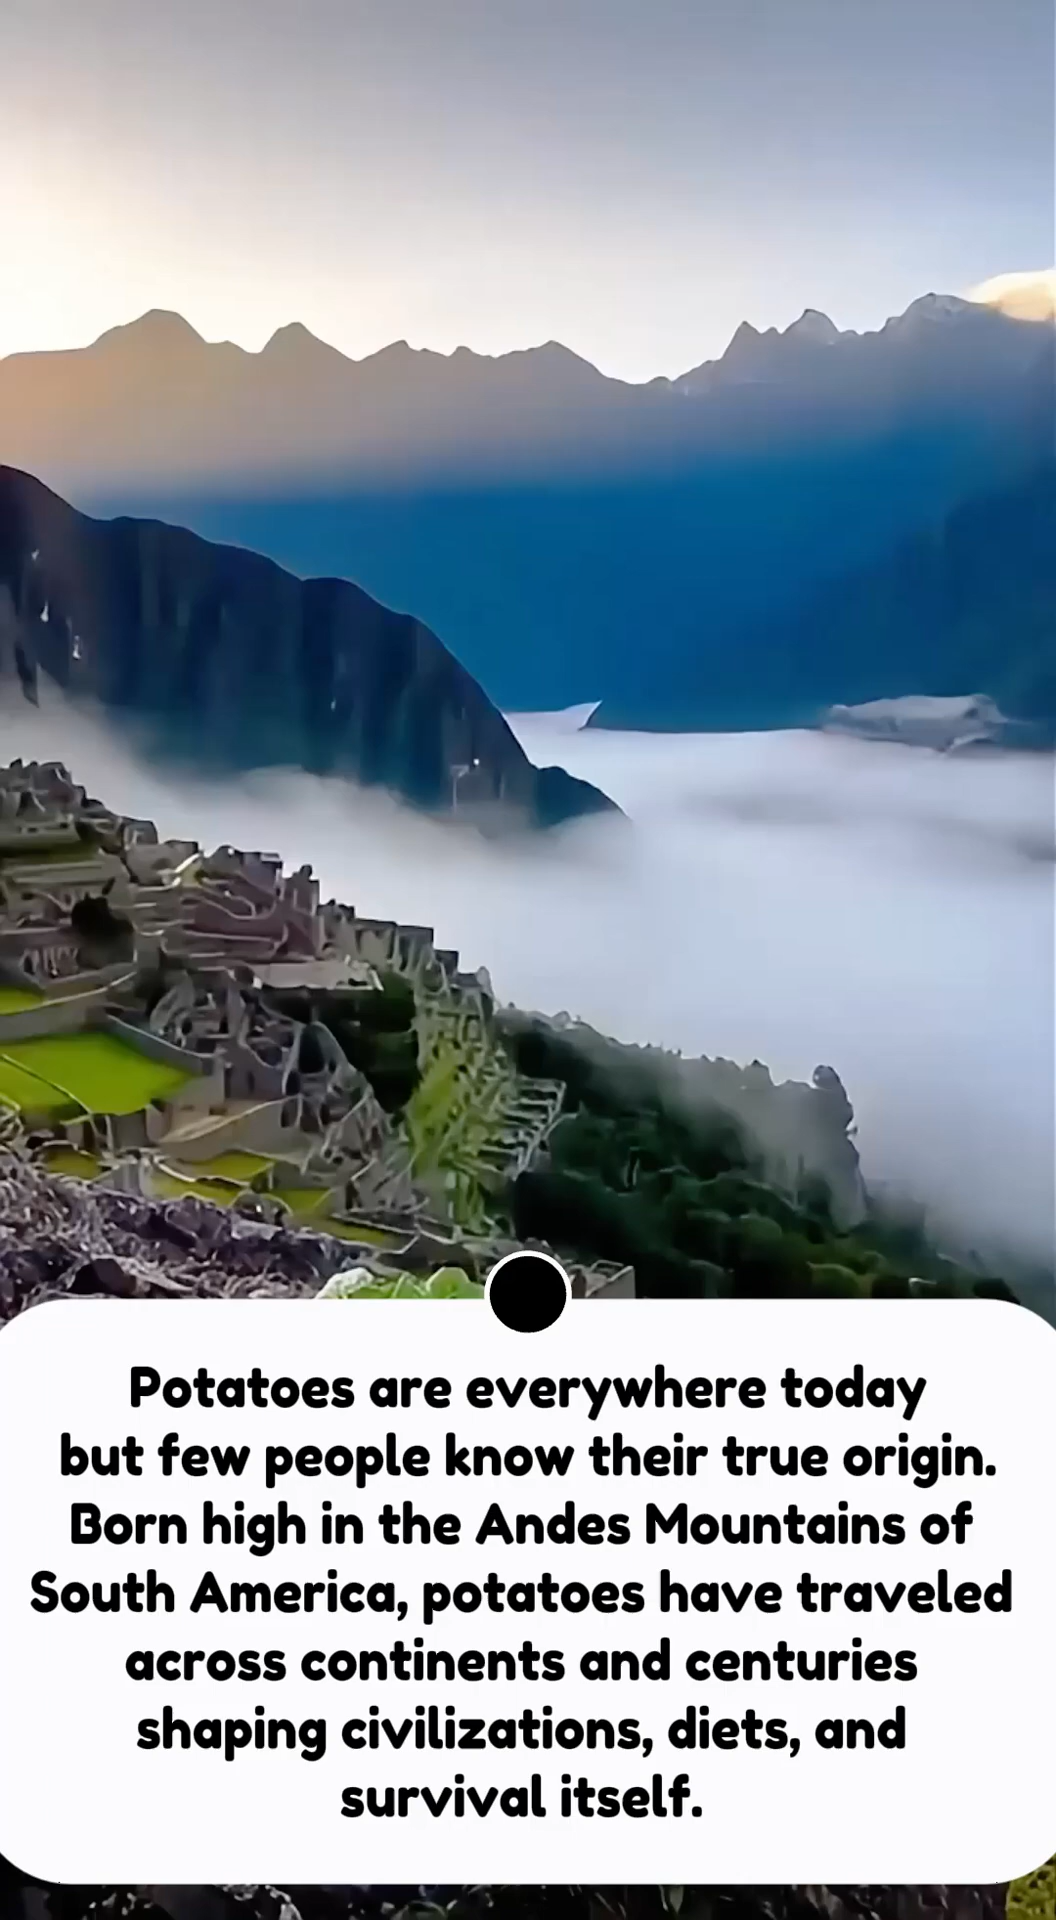 Potatoes are everywhere today
but few people know their true origin.
Born high in the Andes Mountains of
South America, potatoes have traveled
across continents and centuries
shaping civilizations, diets, and
survival itself.